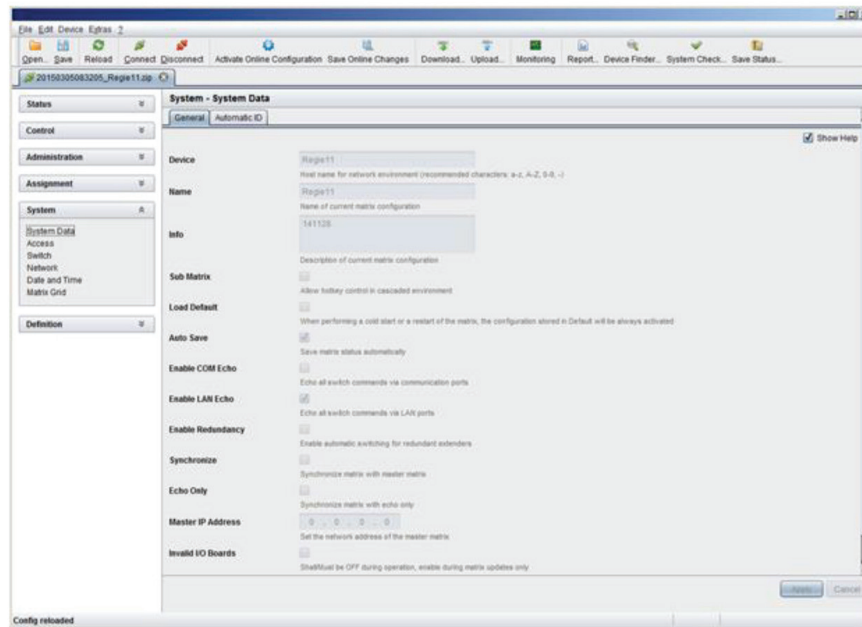 File Edit Device Extras ?
Open... Save Reload Connect Disconnect Activate Online Configuration Save Online Changes Download... Upload... Monitoring Report... Device Finder... System Check... Save Status...
20150305083205_Regie11.zip
Status
Control
Administration
Assignment
System
System Data
Access
Switch
Network
Date and Time
Matrix Grid
Definition
System - System Data
General Automatic ID
Show Help
Device Regie11
Host name for network environment (recommended characters: a-z, A-Z, 0-9, -)
Name Regie11
Name of current matrix configuration
Info 141128
Description of current matrix configuration
Sub Matrix
Allow hotkey control in cascaded environment
Load Default
When performing a cold start or a restart of the matrix, the configuration stored in Default will be always activated
Auto Save
Save matrix status automatically
Enable COM Echo
Echo all switch commands via communication ports
Enable LAN Echo
Echo all switch commands via LAN ports
Enable Redundancy
Enable automatic switching for redundant extenders
Synchronize
Synchronize matrix with master matrix
Echo Only
Synchronize matrix with echo only
Master IP Address 0 . 0 . 0 . 0
Set the network address of the master matrix
Invalid I/O Boards
Shall/Must be OFF during operation, enable during matrix updates only
Apply Cancel
Config reloaded